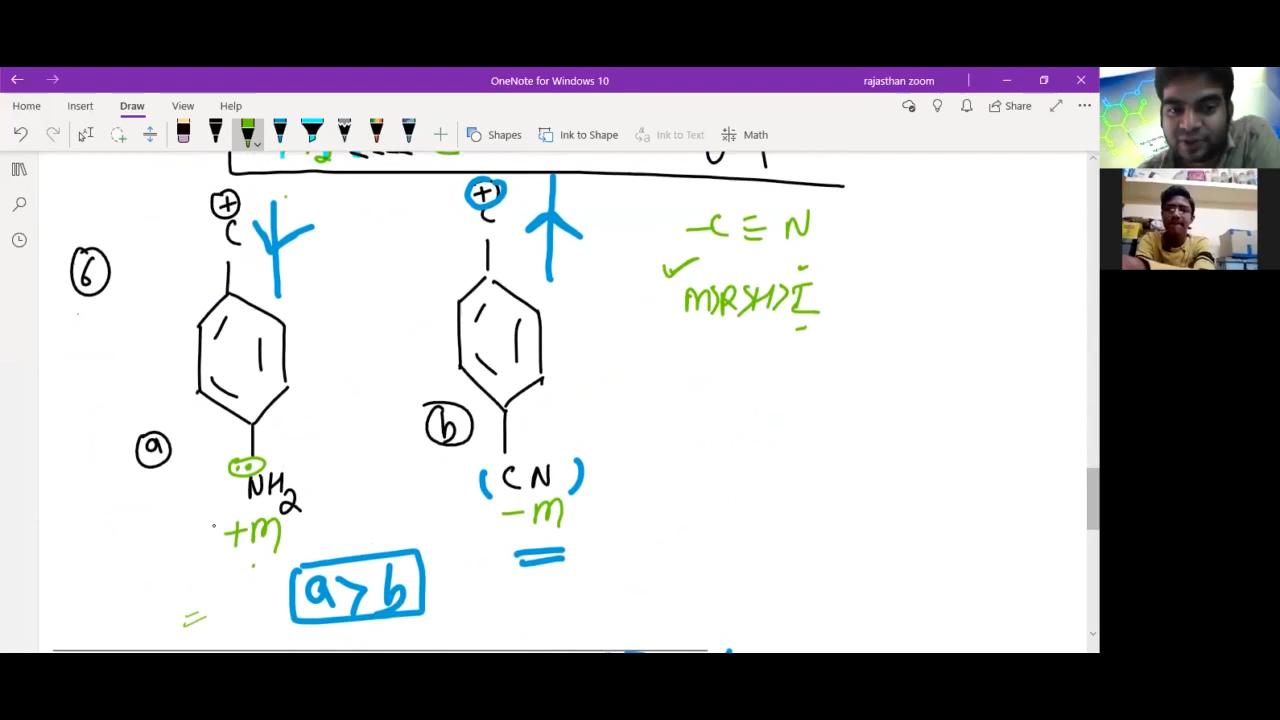 OneNote for Windows 10
rajasthan zoom
Home Insert Draw View Help
Share
Shapes
Ink to Shape
Ink to Text
Math
+
C
+
C
-C≡N
6
M>R>H>I
a
b
NH2
CN
+m
-m
a>b
=